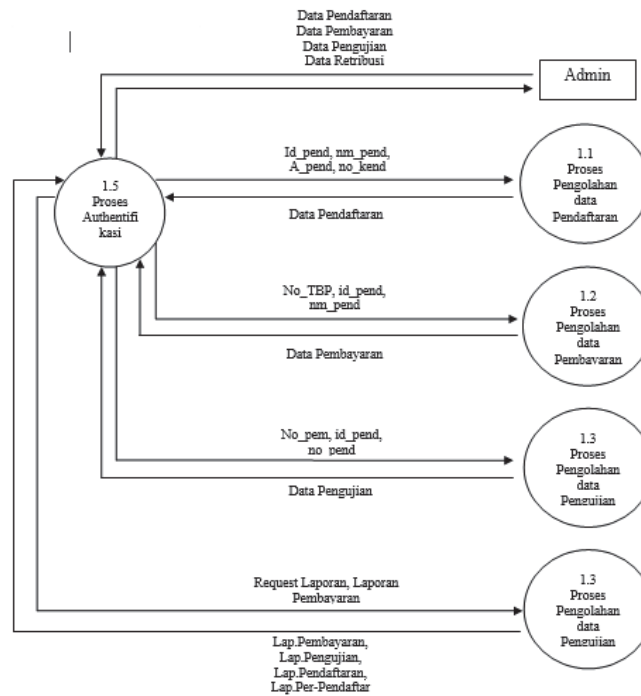 Data Pendaftaran
Data Pembayaran
Data Pengujian
Data Retribusi
Admin
Id_pend, nm_pend,
A_pend, no_kend
1.1
Proses
Pengolahan
data
Pendaftaran
1.5
Proses
Authentifi
kasi
Data Pendaftaran
No_TBP, id_pend,
nm_pend
1.2
Proses
Pengolahan
data
Pembayaran
Data Pembayaran
No_pem, id_pend,
no_pend
1.3
Proses
Pengolahan
data
Pengujian
Data Pengujian
Request Laporan, Laporan
Pembayaran
1.3
Proses
Pengolahan
data
Pengujian
Lap.Pembayaran,
Lap.Pengujian,
Lap.Pendaftaran,
Lap.Per-Pendaftar